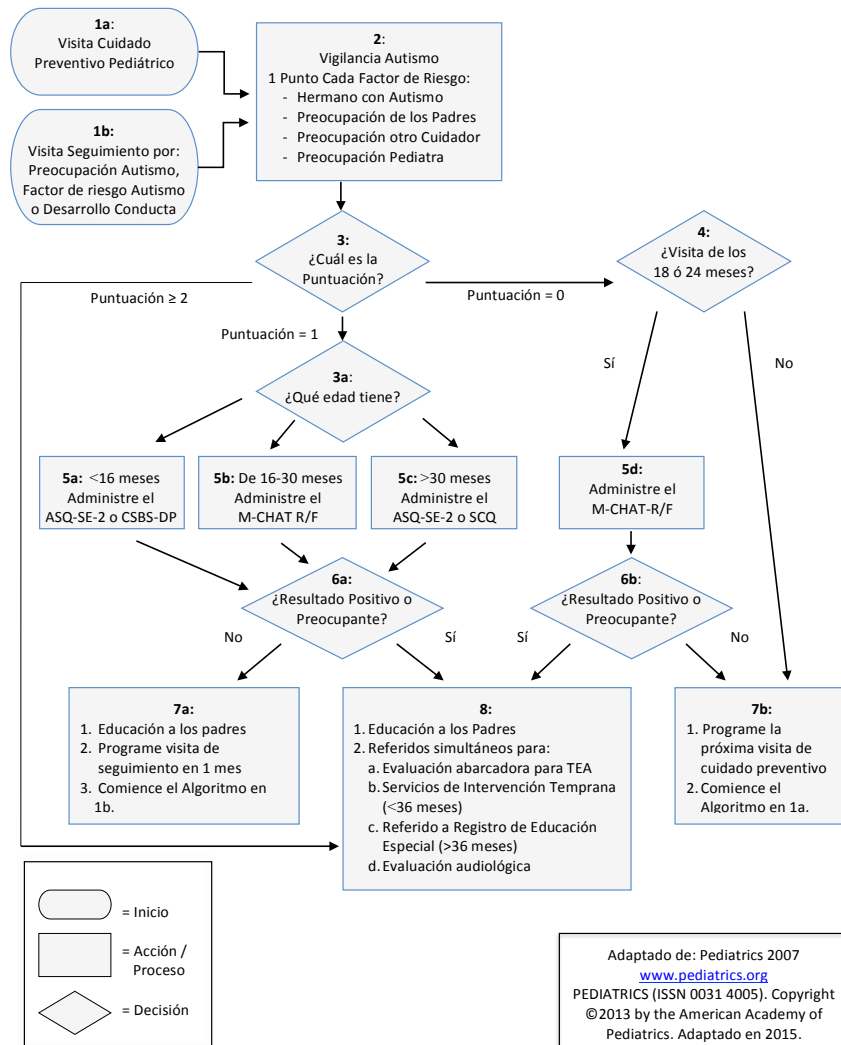 1a:
Visita Cuidado
Preventivo Pediátrico
1b:
Visita Seguimiento por:
Preocupación Autismo,
Factor de riesgo Autismo
o Desarrollo Conducta
2:
Vigilancia Autismo
1 Punto Cada Factor de Riesgo:
- Hermano con Autismo
- Preocupación de los Padres
- Preocupación otro Cuidador
- Preocupación Pediatra
3:
¿Cuál es la
Puntuación?
4:
¿Visita de los
18 ó 24 meses?
Puntuación ≥ 2
Puntuación = 0
Puntuación = 1
Sí
No
3a:
¿Qué edad tiene?
5a: <16 meses
Administre el
ASQ-SE-2 o CSBS-DP
5b: De 16-30 meses
Administre el
M-CHAT R/F
5c: >30 meses
Administre el
ASQ-SE-2 o SCQ
5d:
Administre el
M-CHAT-R/F
6a:
¿Resultado Positivo o
Preocupante?
6b:
¿Resultado Positivo o
Preocupante?
No
Sí
Sí
No
7a:
1. Educación a los padres
2. Programe visita de
seguimiento en 1 mes
3. Comience el Algoritmo en
1b.
8:
1. Educación a los Padres
2. Referidos simultáneos para:
a. Evaluación abarcadora para TEA
b. Servicios de Intervención Temprana
(<36 meses)
c. Referido a Registro de Educación
Especial (>36 meses)
d. Evaluación audiológica
7b:
1. Programe la
próxima visita de
cuidado preventivo
2. Comience el
Algoritmo en 1a.
= Inicio
= Acción /
Proceso
= Decisión
Adaptado de: Pediatrics 2007
www.pediatrics.org
PEDIATRICS (ISSN 0031 4005). Copyright
©2013 by the American Academy of
Pediatrics. Adaptado en 2015.